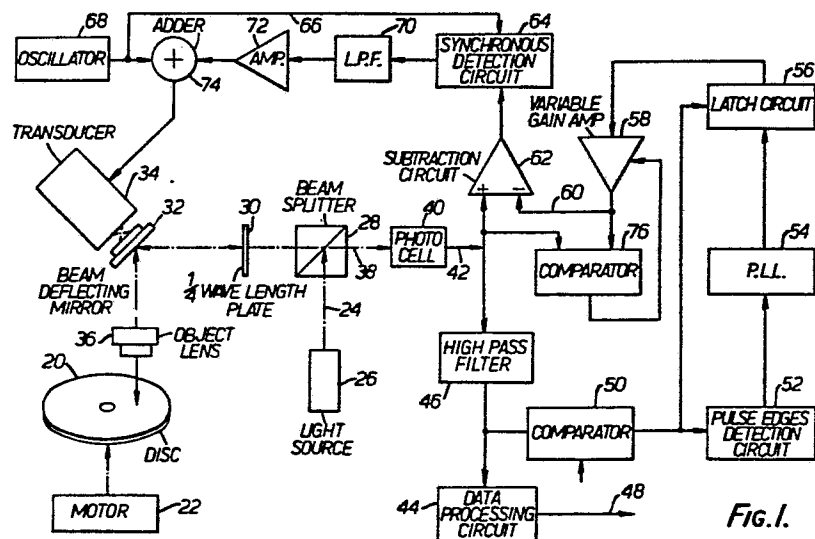 68
OSCILLATOR
ADDER
+
74
72
AMP.
70
L.P.F.
66
64
SYNCHRONOUS
DETECTION
CIRCUIT
56
LATCH CIRCUIT
VARIABLE
GAIN AMP
58
TRANSDUCER
34
32
BEAM
DEFLECTING
MIRROR
30
1/4 WAVE LENGTH
PLATE
BEAM
SPLITTER
28
38
24
40
PHOTO
CELL
42
SUBTRACTION
CIRCUIT
62
+ −
60
76
COMPARATOR
54
P.L.L.
36
OBJECT
LENS
20
DISC
MOTOR
22
26
LIGHT
SOURCE
HIGH PASS
FILTER
46
50
COMPARATOR
52
PULSE EDGES
DETECTION
CIRCUIT
44
DATA
PROCESSING
CIRCUIT
48
FIG.1.